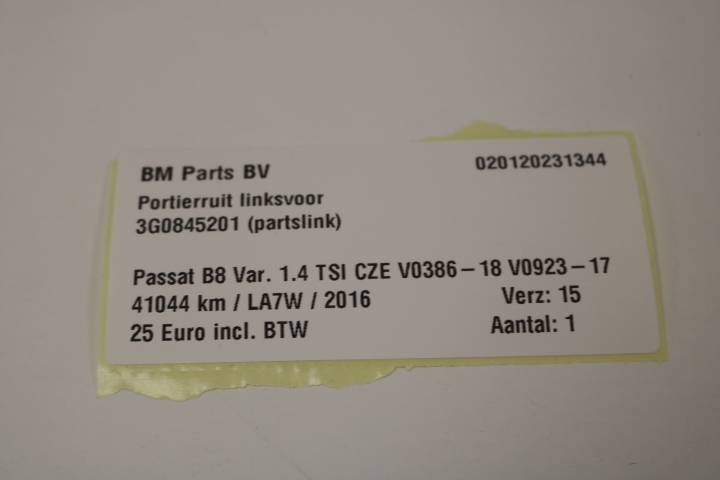 BM Parts BV 020120231344
Portierruit linksvoor
3G0845201 (partslink)
Passat B8 Var. 1.4 TSI CZE V0386-18 V0923-17
41044 km / LA7W / 2016 Verz: 15
25 Euro incl. BTW Aantal: 1